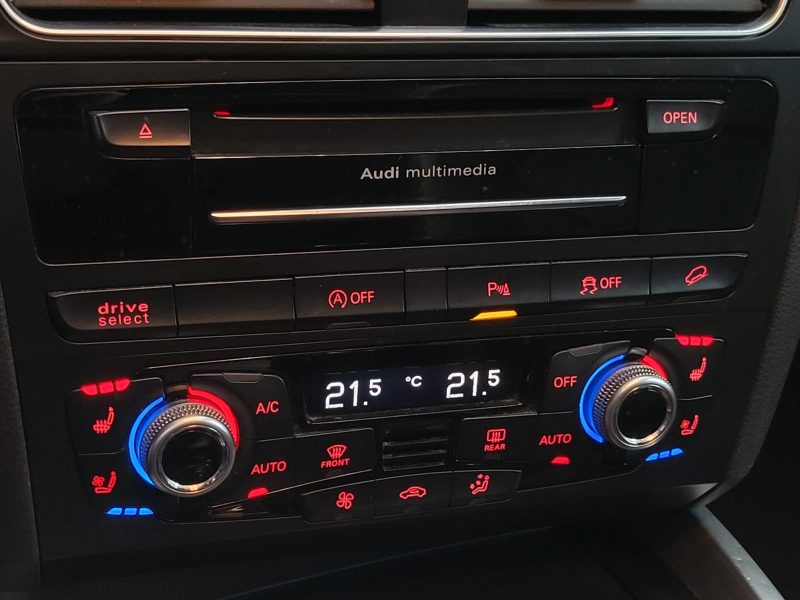 OPEN
Audi multimedia
drive
select
A OFF
P
OFF
21.5 °C 21.5
A/C
OFF
AUTO
FRONT
REAR
AUTO